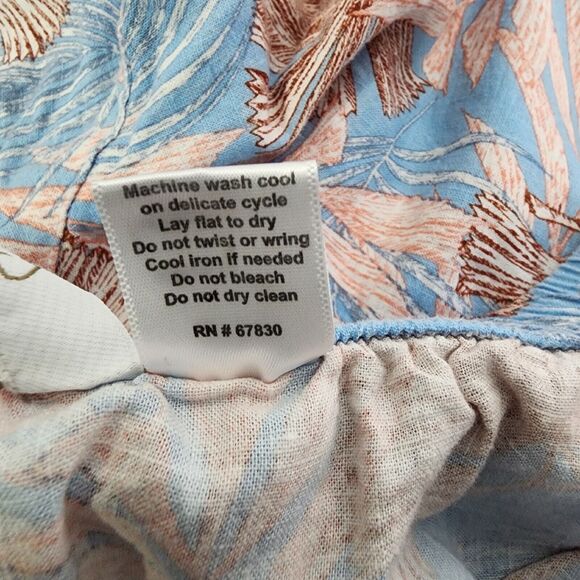 Machine wash cool
on delicate cycle
Lay flat to dry
Do not twist or wring
Cool iron if needed
Do not bleach
Do not dry clean
RN # 67830